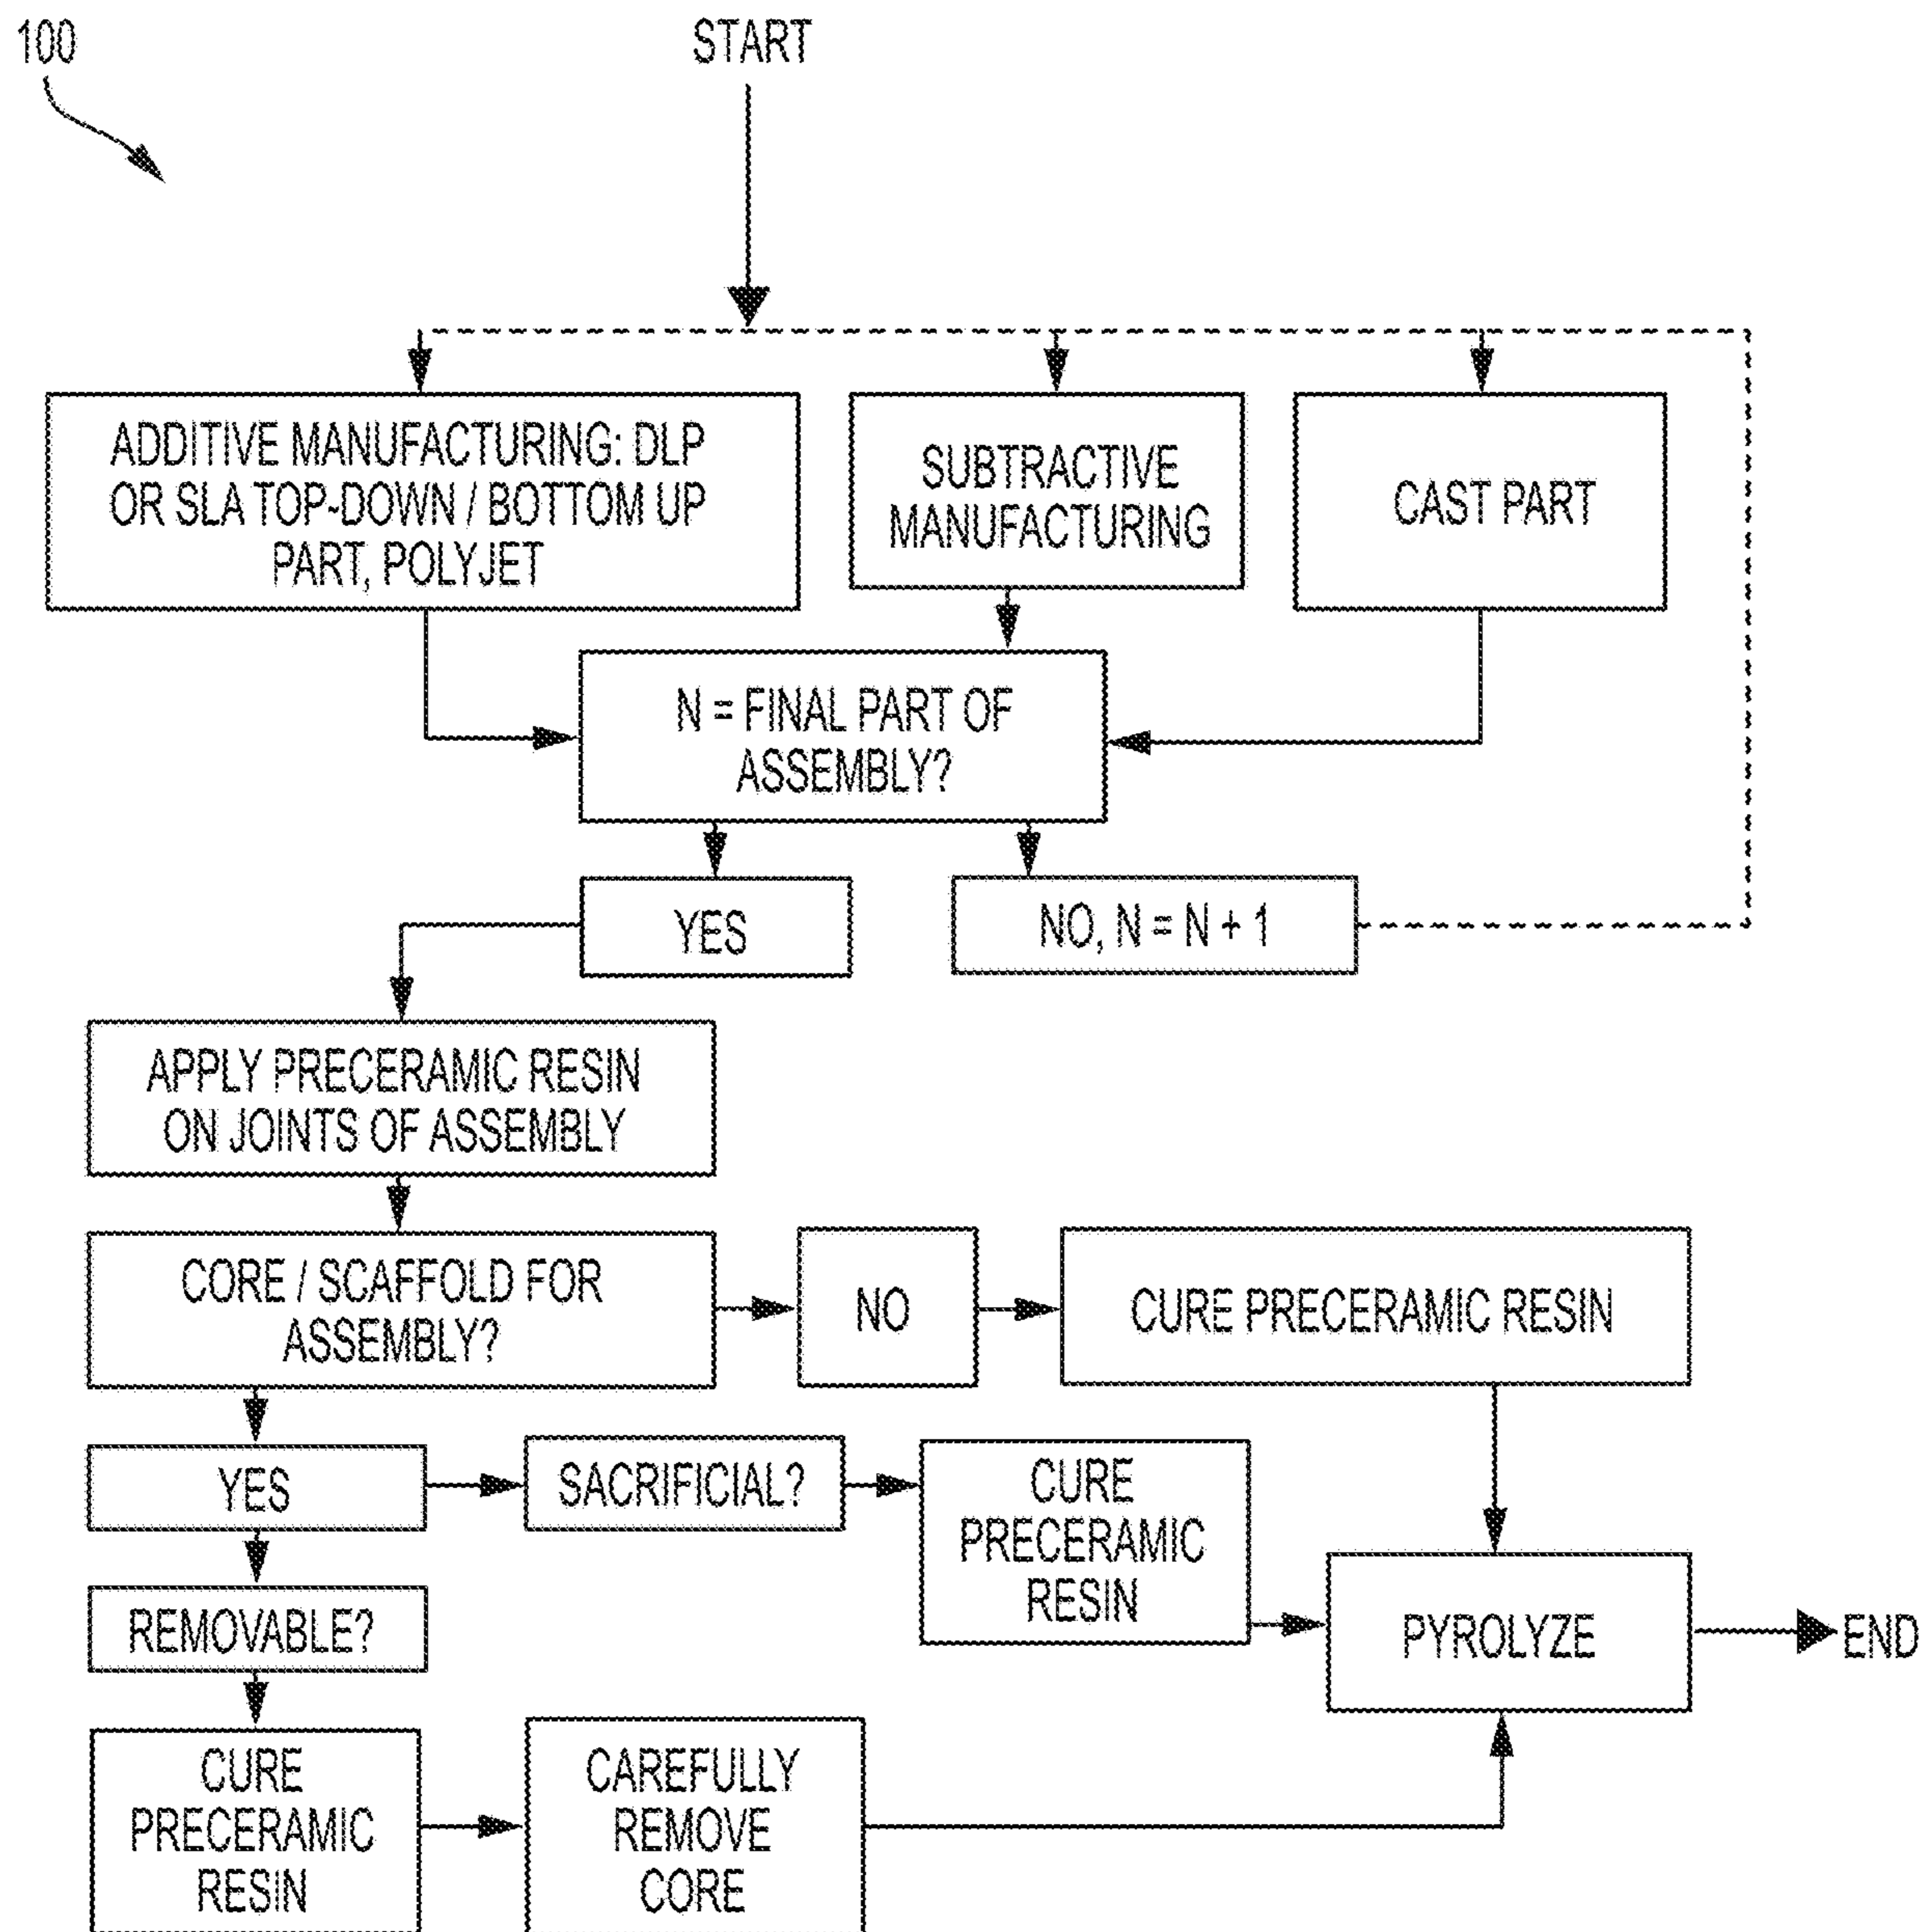 100
START
ADDITIVE MANUFACTURING: DLP
OR SLA TOP-DOWN / BOTTOM UP
PART, POLYJET
SUBTRACTIVE
MANUFACTURING
CAST PART
N = FINAL PART OF
ASSEMBLY?
YES
NO, N = N + 1
APPLY PRECERAMIC RESIN
ON JOINTS OF ASSEMBLY
CORE / SCAFFOLD FOR
ASSEMBLY?
NO
CURE PRECERAMIC RESIN
YES
SACRIFICIAL?
CURE
PRECERAMIC
RESIN
REMOVABLE?
PYROLYZE
END
CURE
PRECERAMIC
RESIN
CAREFULLY
REMOVE
CORE